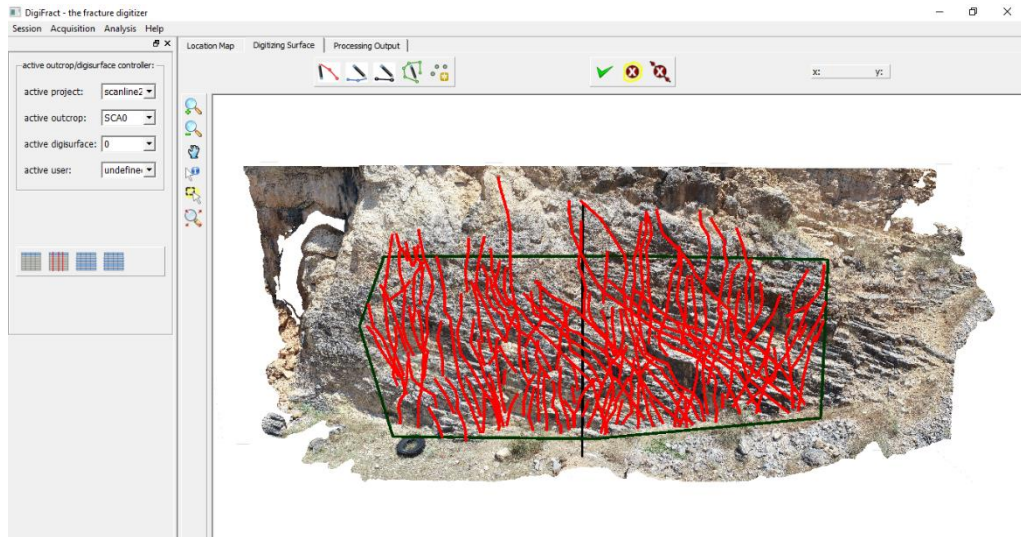 DigiFract - the fracture digitizer
Session Acquisition Analysis Help
Location Map Digitizing Surface Processing Output
active outcrop/digisurface controller:
active project: scanline2
active outcrop: SCA0
active digisurface: 0
active user: undefine
x: y: